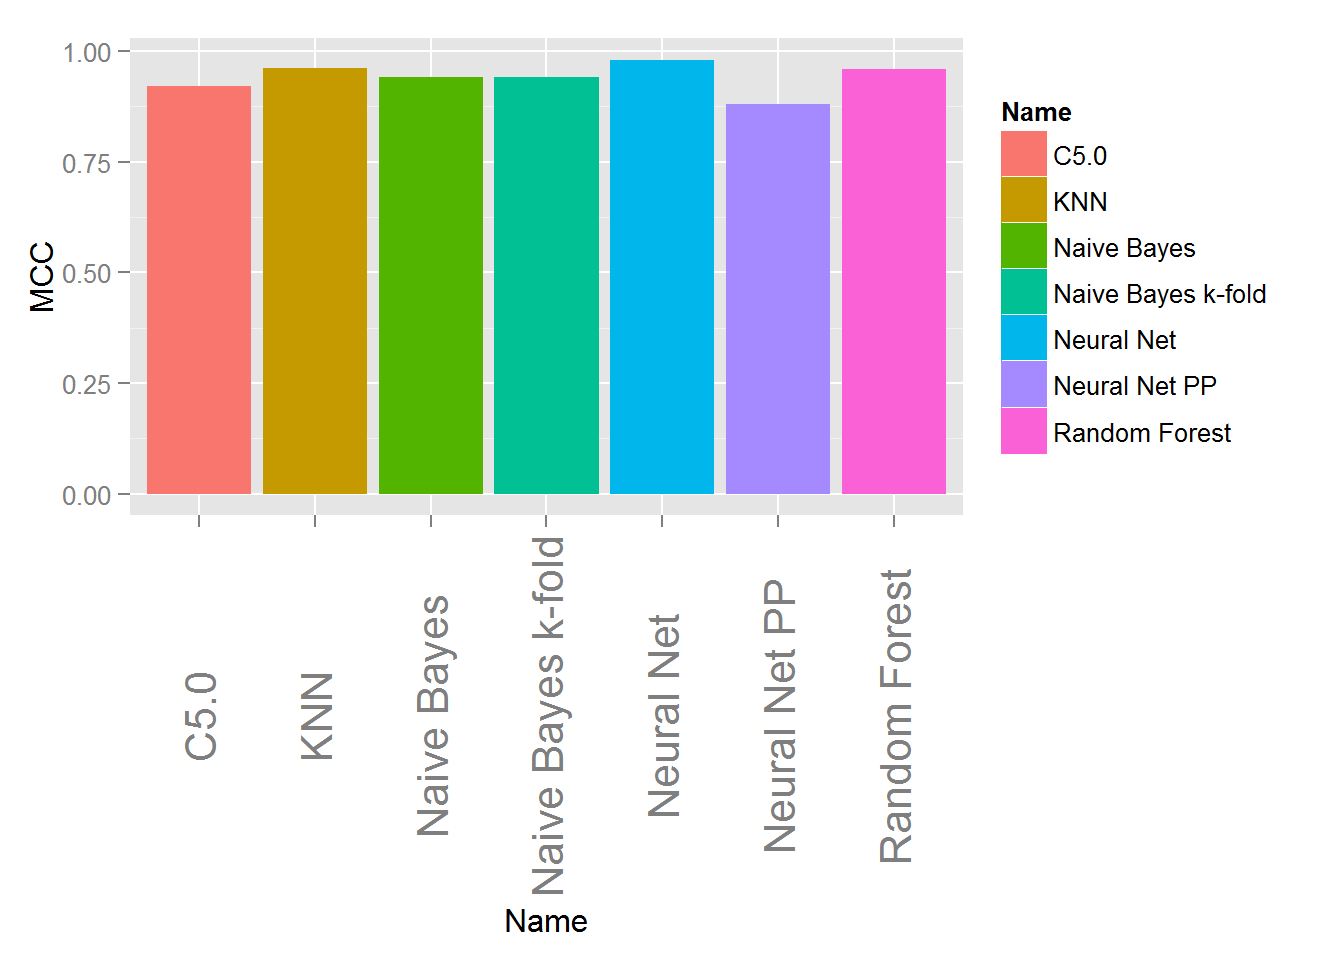 MCC
1.00
0.75
0.50
0.25
0.00
C5.0
KNN
Naive Bayes
Naive Bayes k-fold
Neural Net
Neural Net PP
Random Forest
Name
Name
C5.0
KNN
Naive Bayes
Naive Bayes k-fold
Neural Net
Neural Net PP
Random Forest